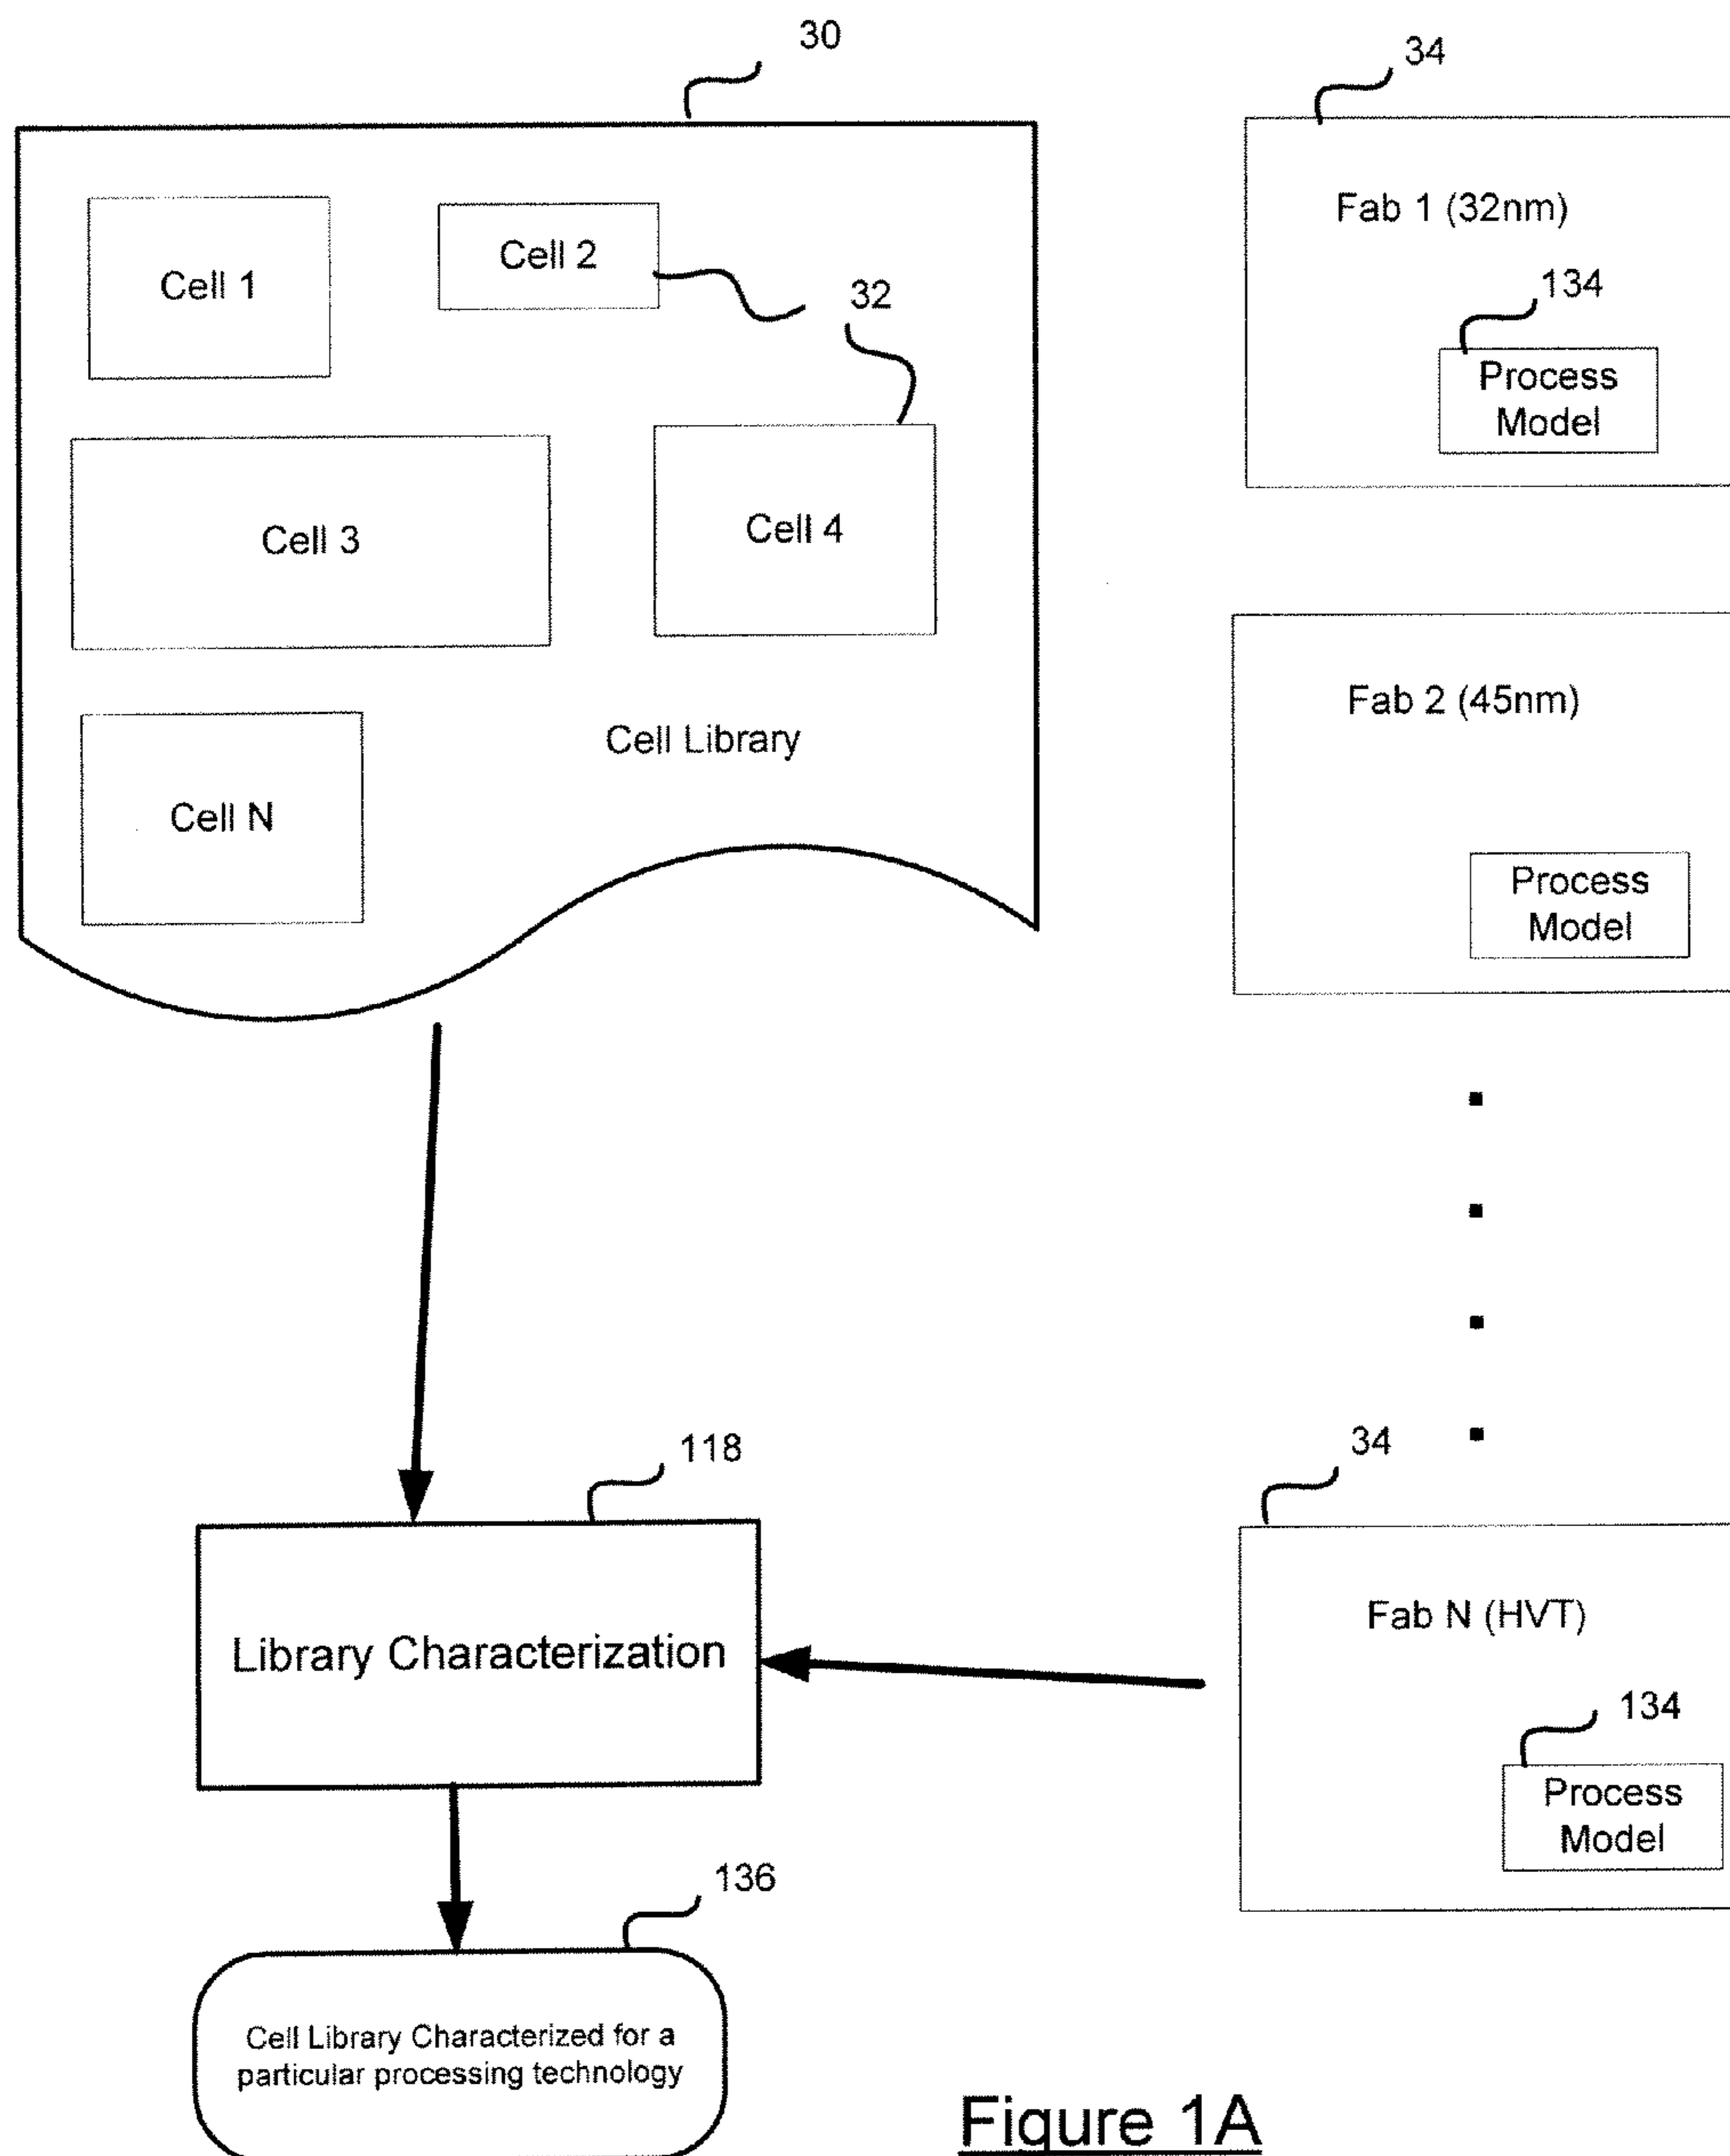 30
34
Fab 1 (32nm)
Cell 1
Cell 2
32
134
Process
Model
Cell 3
Cell 4
Fab 2 (45nm)
Cell Library
Cell N
Process
Model
118
34
Library Characterization
Fab N (HVT)
134
Process
Model
136
Cell Library Characterized for a
particular processing technology
Figure 1A